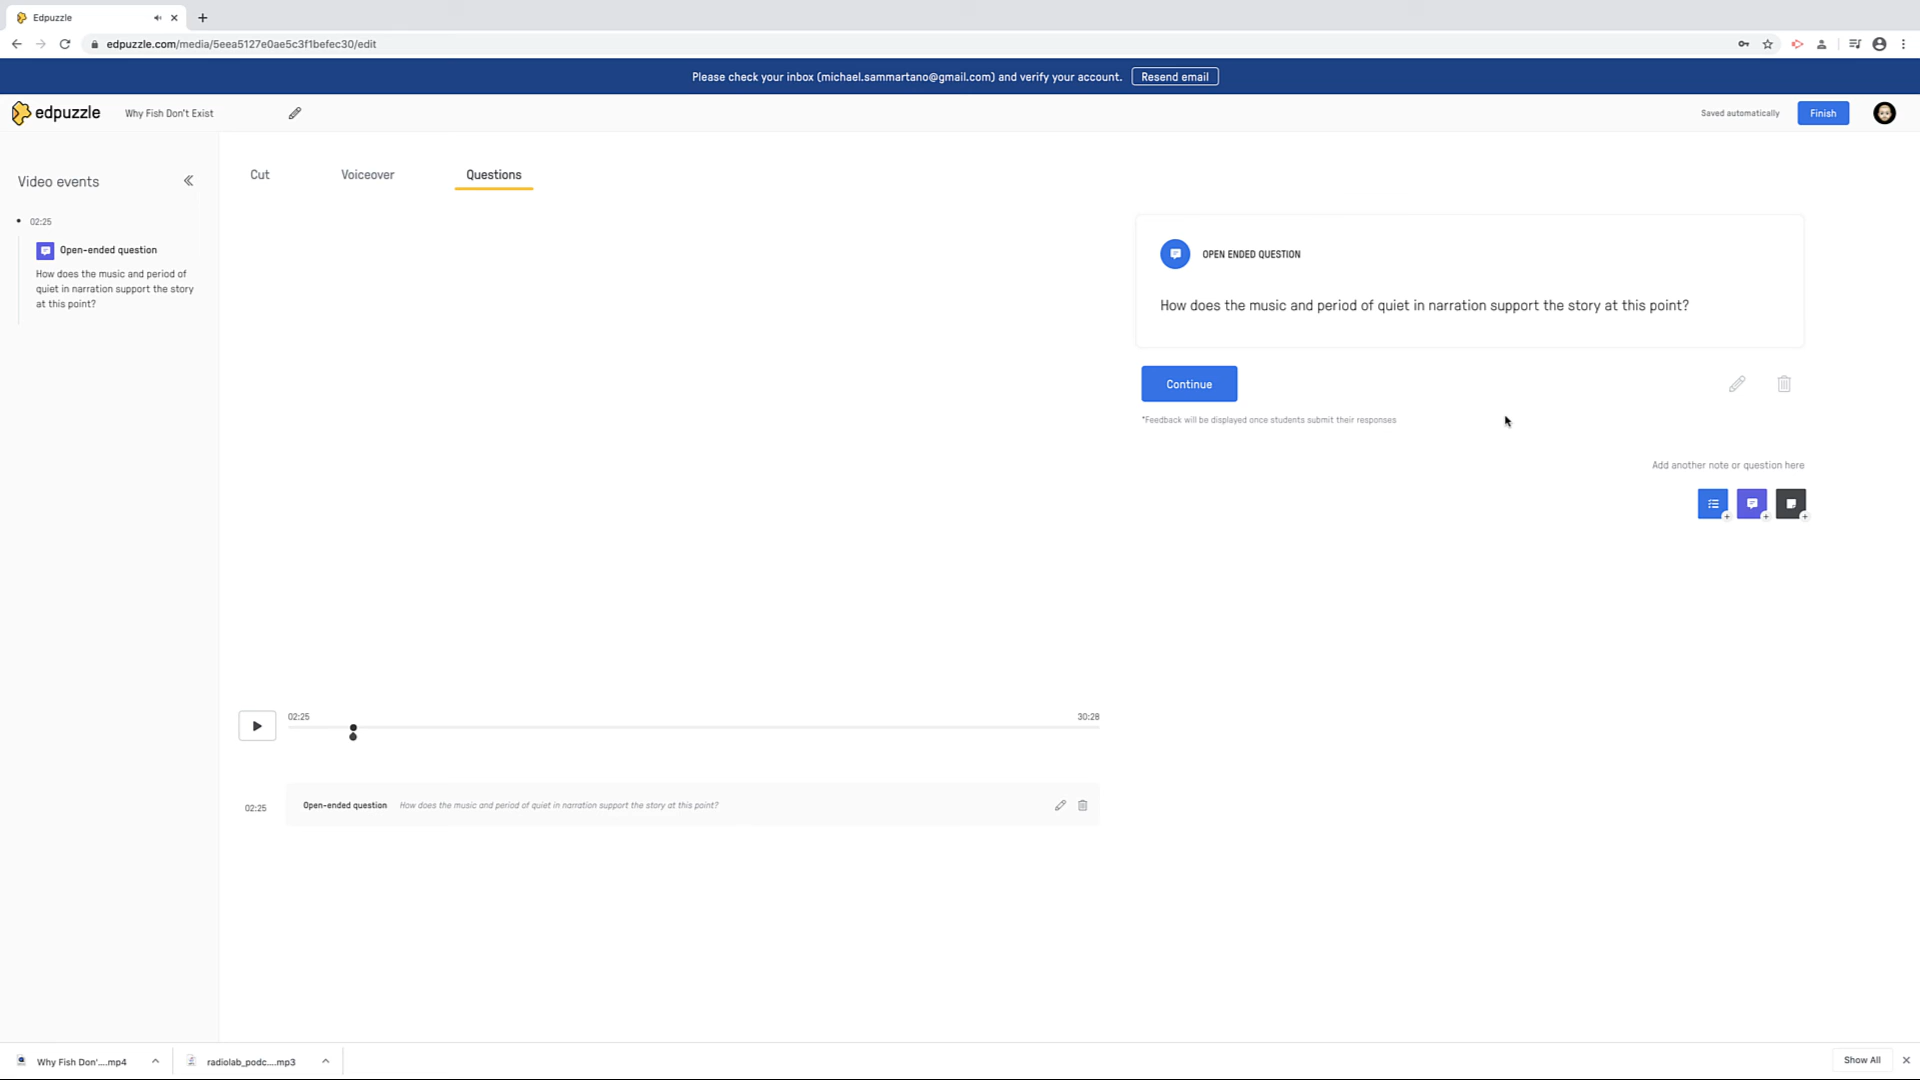 Edpuzzle
edpuzzle.com/media/5eea5127e0ae5c3f1befec30/edit
Please check your inbox (michael.sammartano@gmail.com) and verify your account.
Resend email
edpuzzle
Why Fish Don't Exist
Saved automatically
Finish
Video events
Cut
Voiceover
Questions
02:25
Open-ended question
How does the music and period of
quiet in narration support the story
at this point?
OPEN ENDED QUESTION
How does the music and period of quiet in narration support the story at this point?
Continue
*Feedback will be displayed once students submit their responses
Add another note or question here
02:25
30:28
02:25
Open-ended question
How does the music and period of quiet in narration support the story at this point?
Why Fish Don'....mp4
radiolab_podc....mp3
Show All